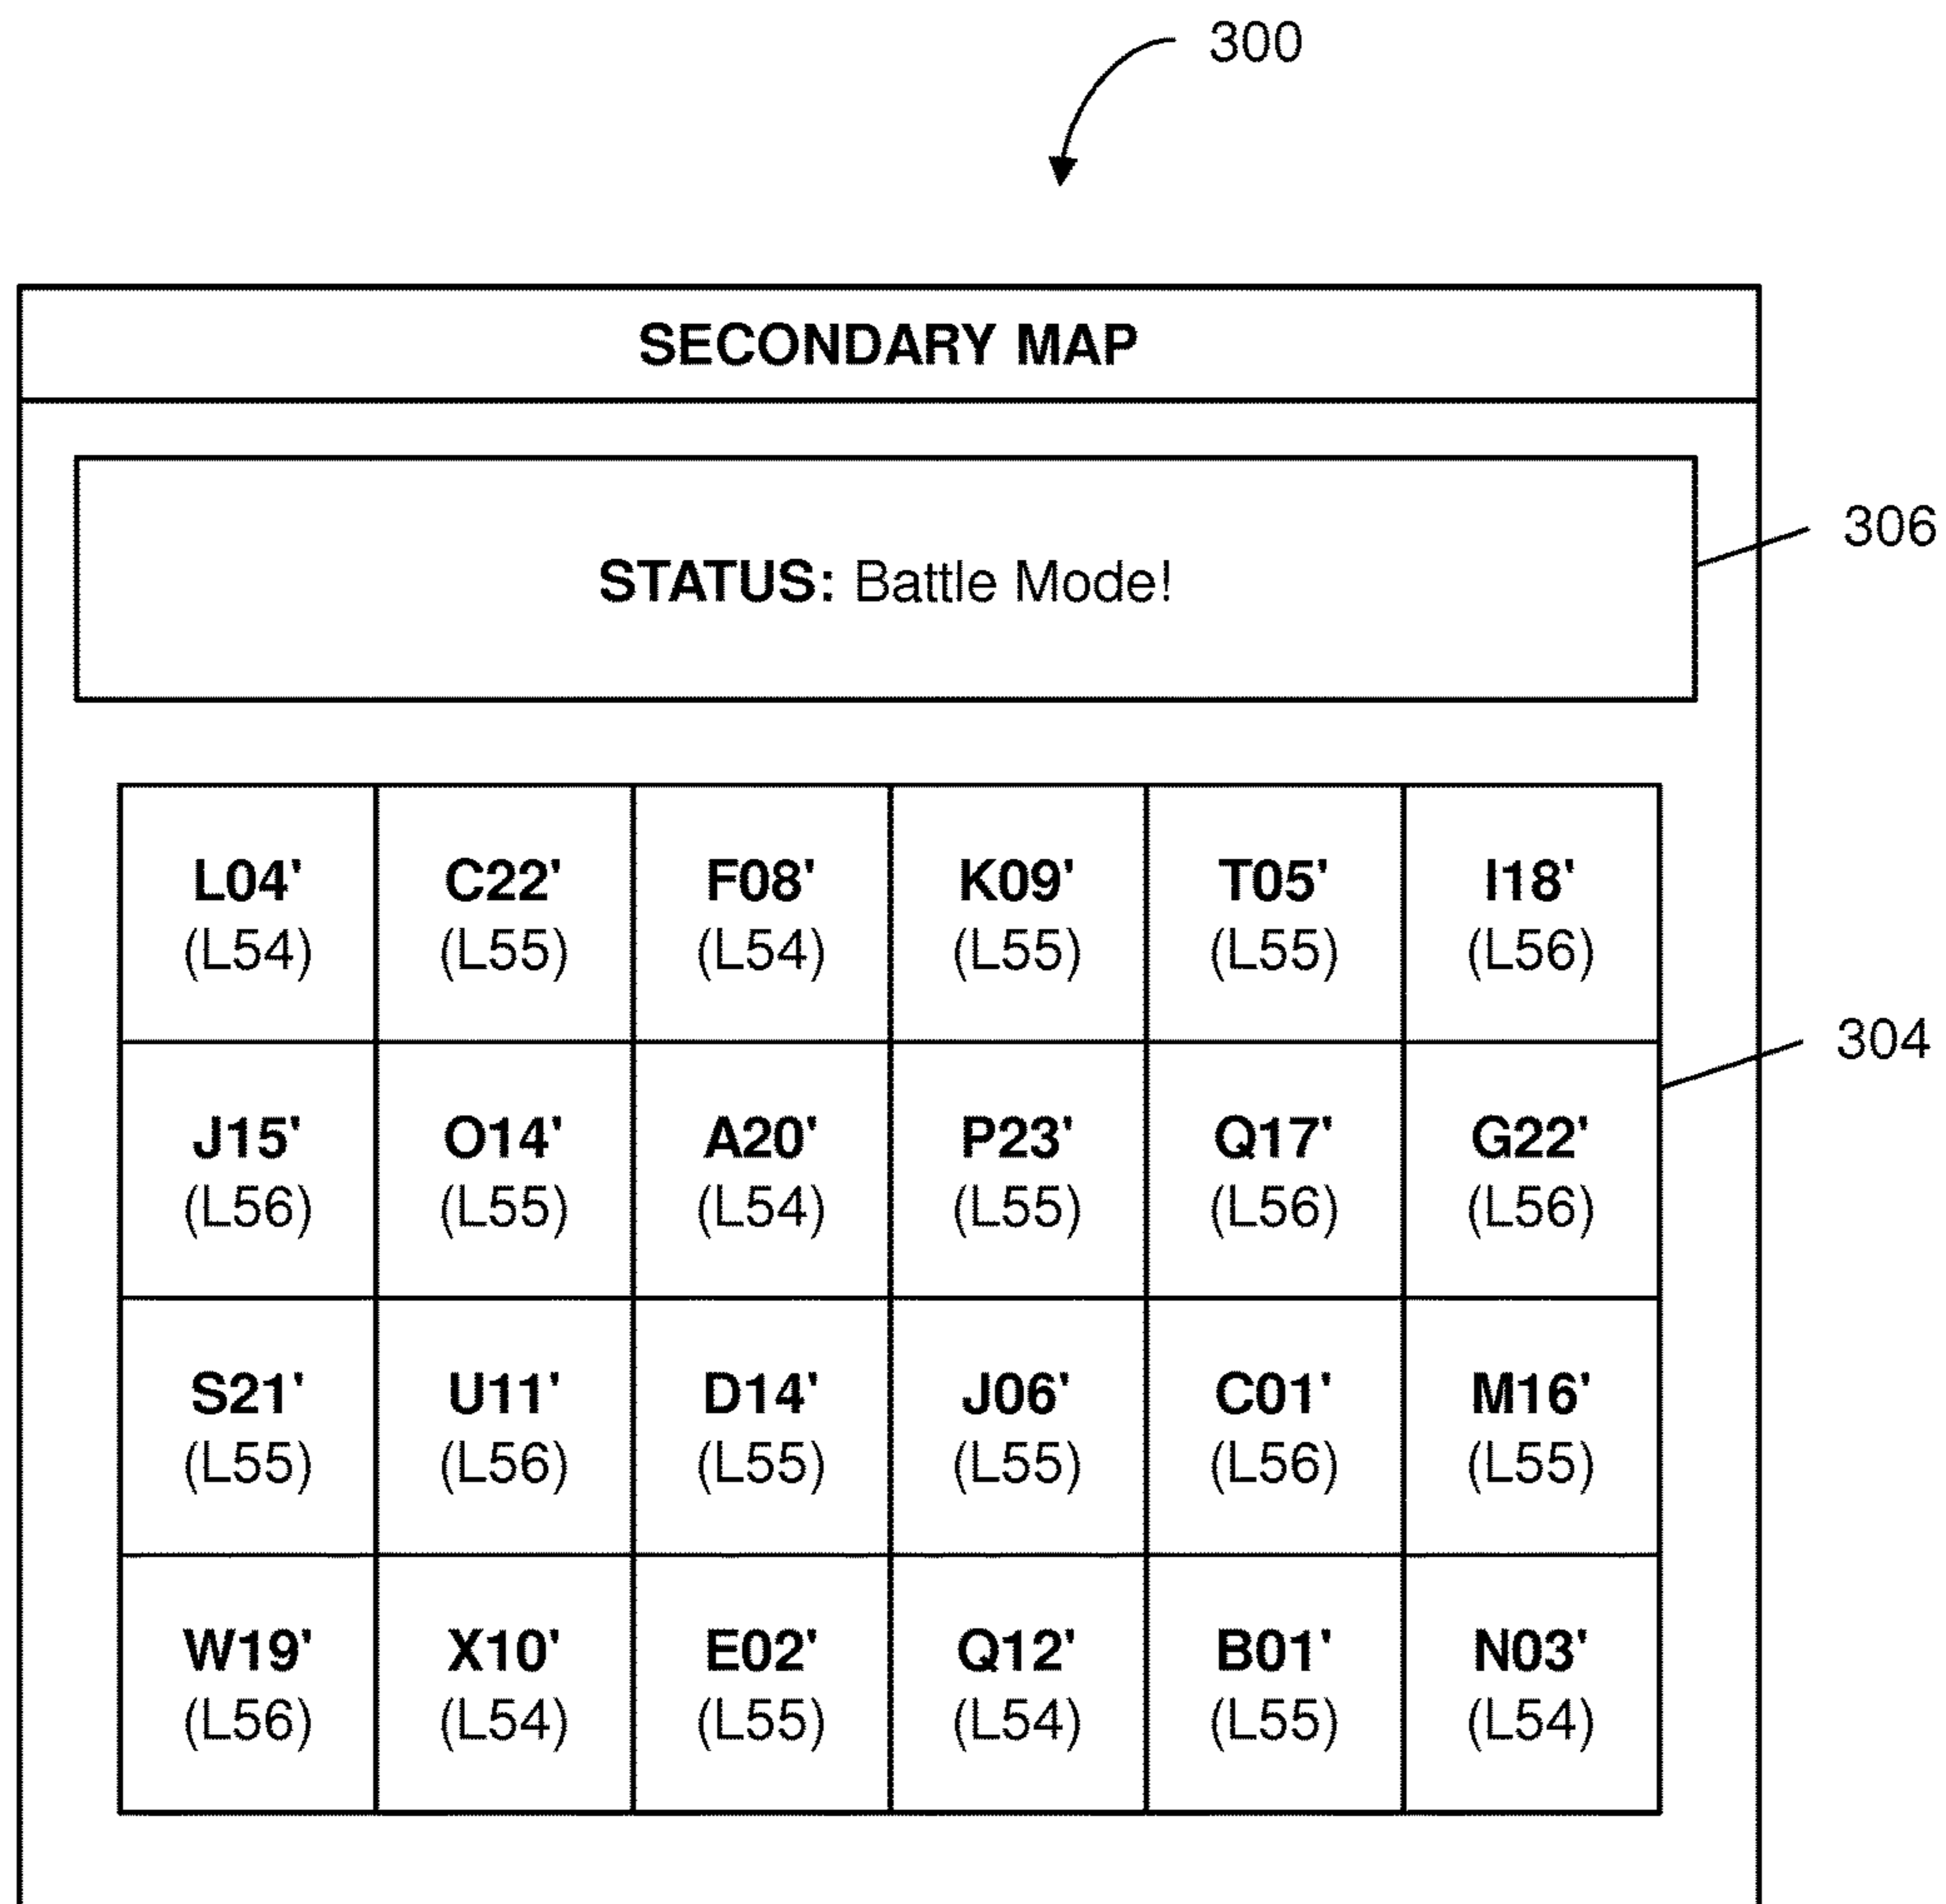 300
SECONDARY MAP
STATUS: Battle Mode!
306
L04' C22' F08' K09' T05' I18'
(L54) (L55) (L54) (L55) (L55) (L56)
304
J15' O14' A20' P23' Q17' G22'
(L56) (L55) (L54) (L55) (L56) (L56)
S21' U11' D14' J06' C01' M16'
(L55) (L56) (L55) (L55) (L56) (L55)
W19' X10' E02' Q12' B01' N03'
(L56) (L54) (L55) (L54) (L55) (L54)